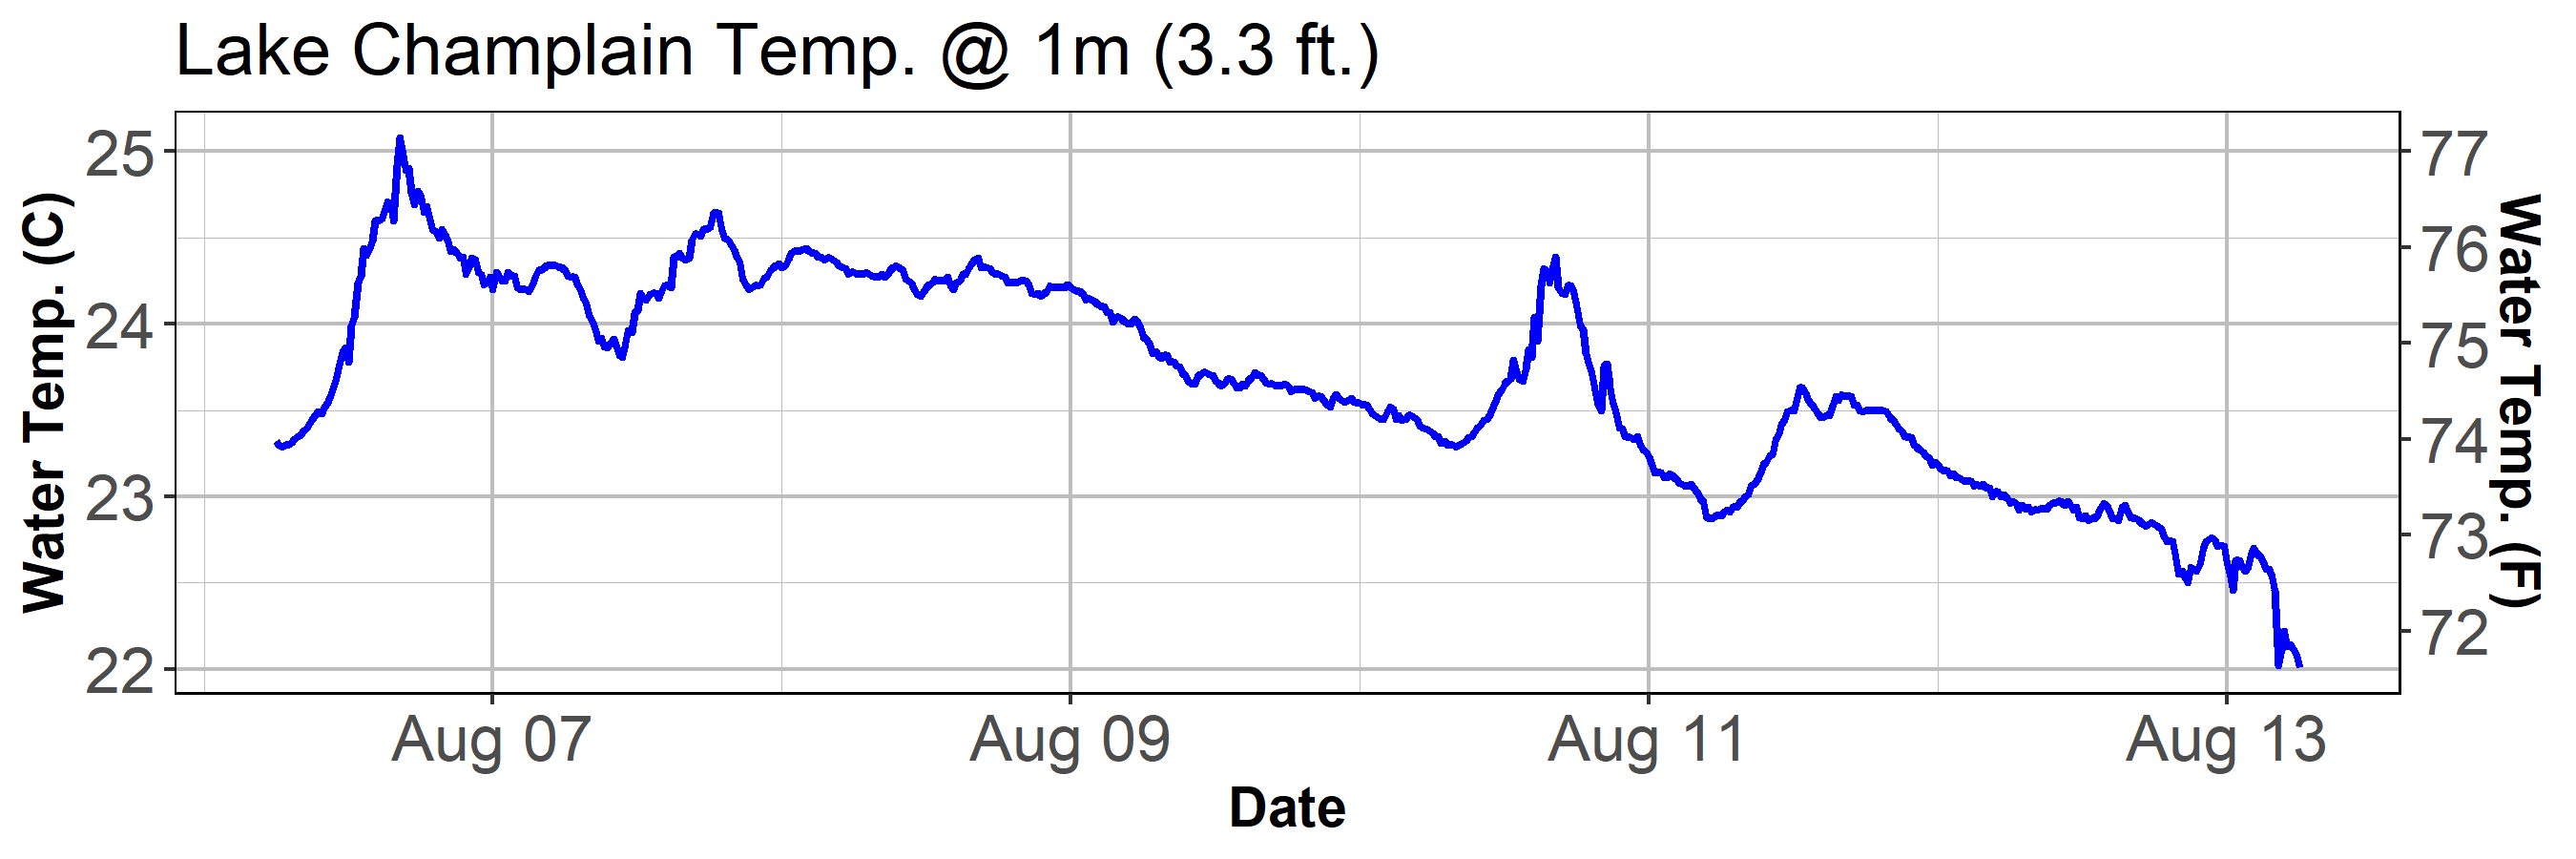 Lake Champlain Temp. @ 1m (3.3 ft.)
Water Temp. (C)
25
24
23
22
77
76
75
74
73
72
Water Temp. (F)
Aug 07 Aug 09 Aug 11 Aug 13
Date